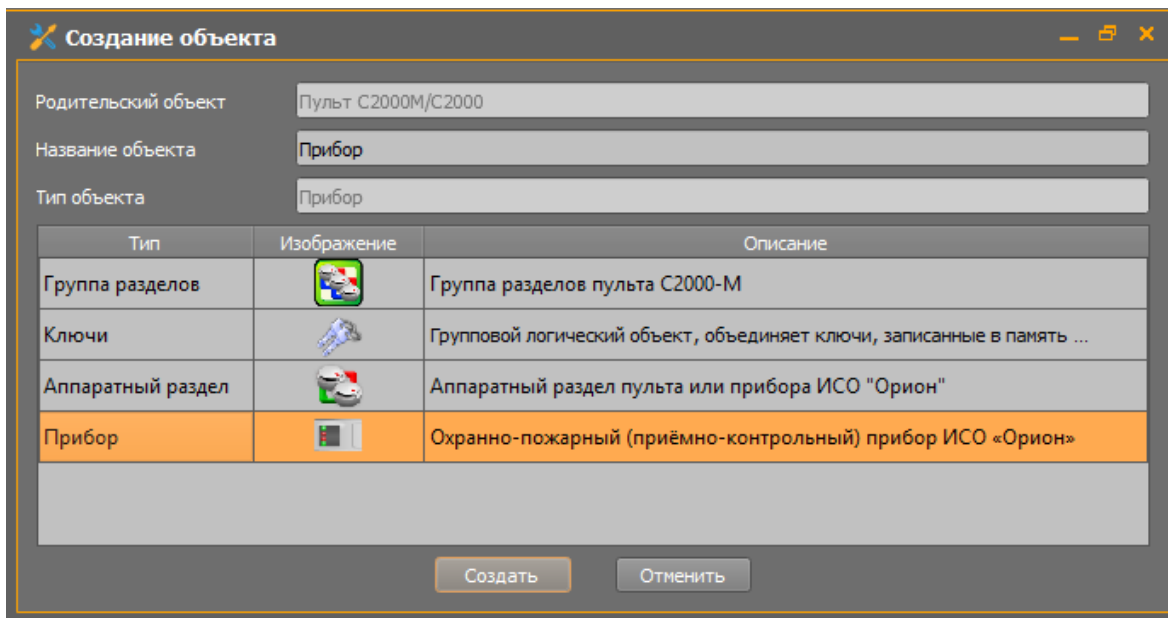 Создание объекта
Родительский объект Пульт С2000М/С2000
Название объекта Прибор
Тип объекта Прибор
Тип Изображение Описание
Группа разделов Группа разделов пульта С2000-М
Ключи Групповой логический объект, объединяет ключи, записанные в память ...
Аппаратный раздел Аппаратный раздел пульта или прибора ИСО "Орион"
Прибор Охранно-пожарный (приёмно-контрольный) прибор ИСО «Орион»
Создать Отменить